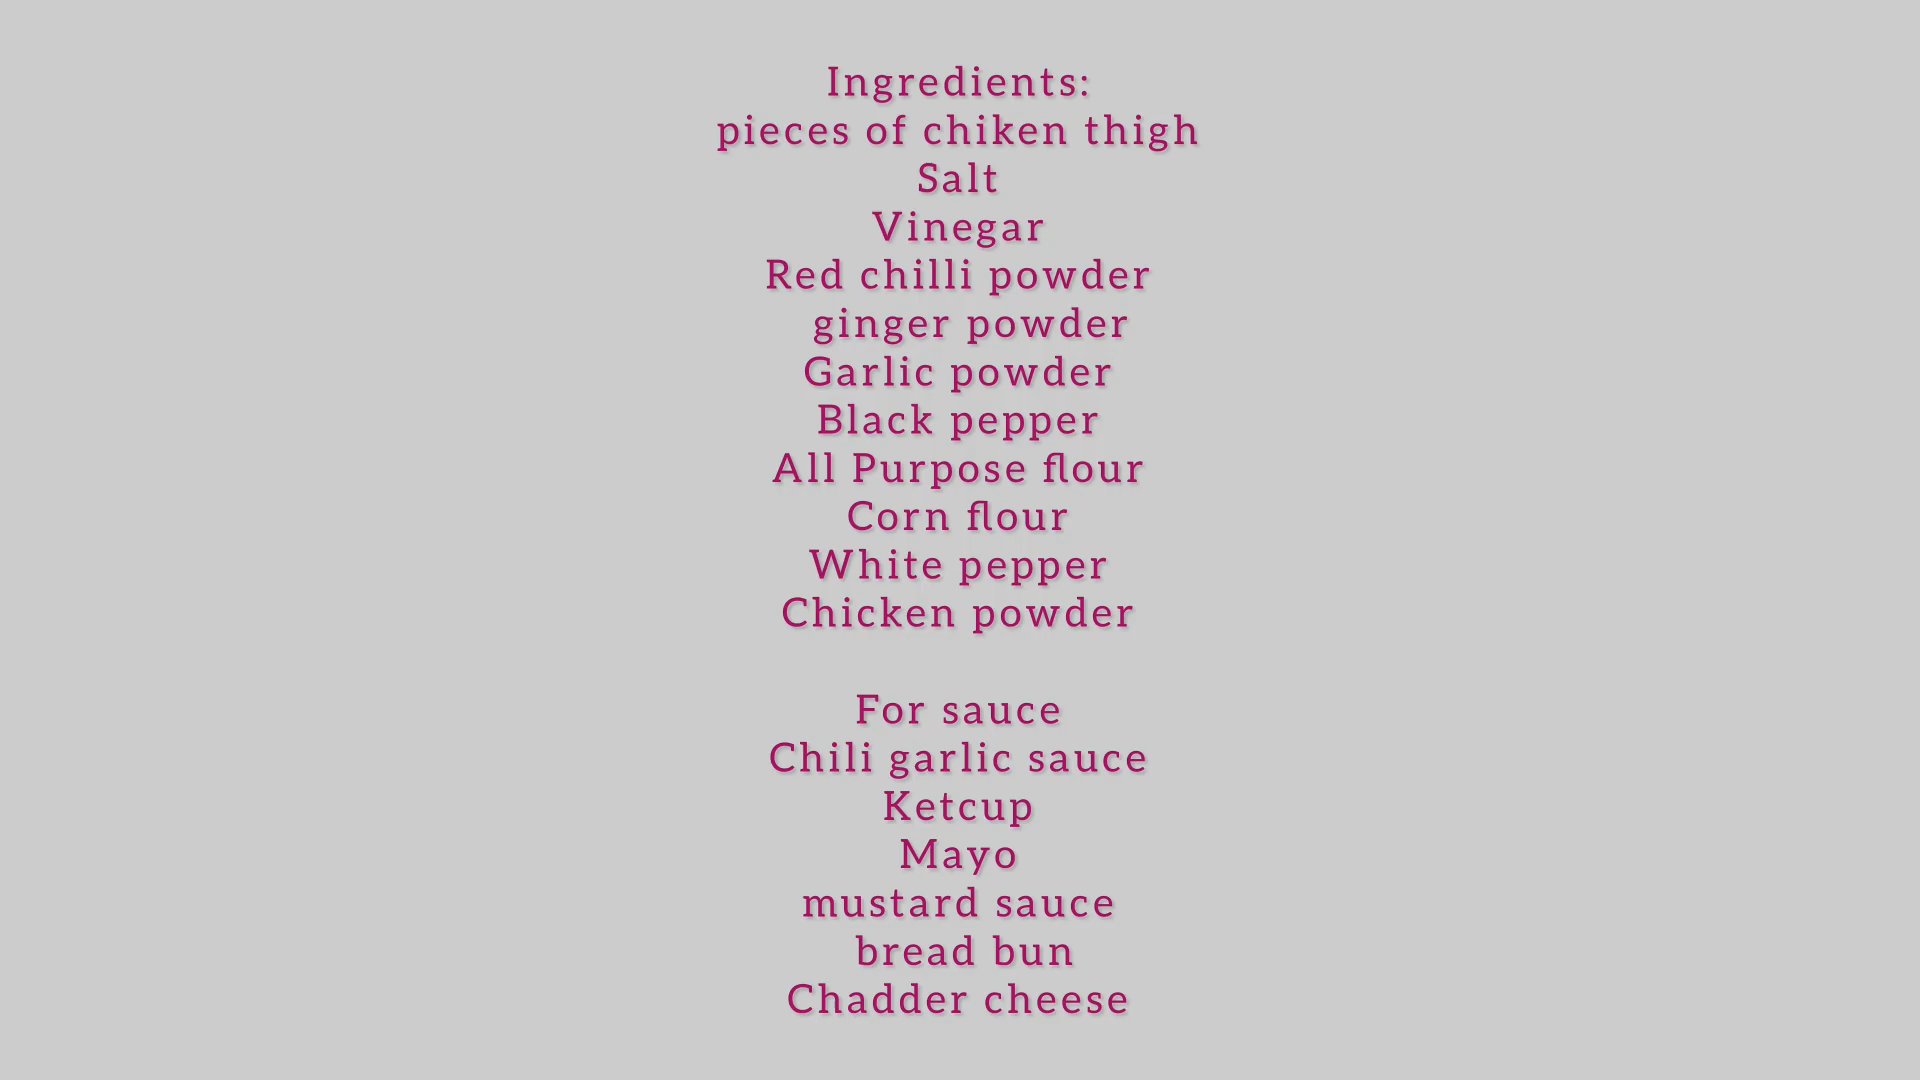 Ingredients:
pieces of chiken thigh
Salt
Vinegar
Red chilli powder
ginger powder
Garlic powder
Black pepper
All Purpose flour
Corn flour
White pepper
Chicken powder
For sauce
Chili garlic sauce
Ketcup
Mayo
mustard sauce
bread bun
Chadder cheese